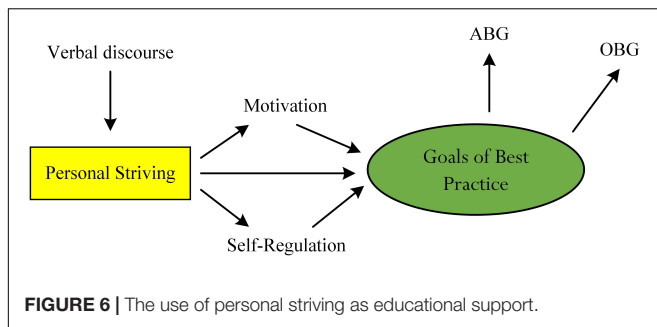 ABG
OBG
Verbal discourse
Motivation
Personal Striving
Goals of Best
Practice
Self-Regulation
FIGURE 6 | The use of personal striving as educational support.